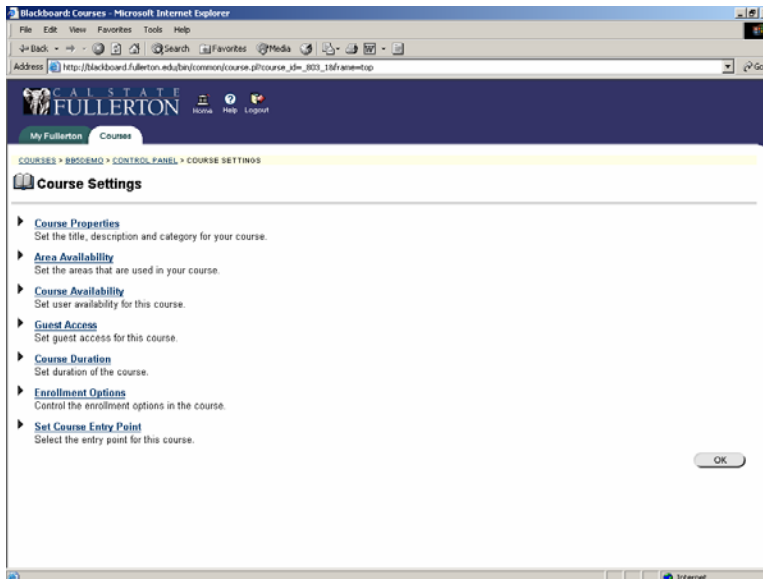 Blackboard: Courses - Microsoft Internet Explorer
File Edit View Favorites Tools Help
Back Search Favorites Media
Address http://blackboard.fullerton.edu/bin/common/course.pl?course_id=_803_1&frame=top Go
CAL STATE
FULLERTON Home Help Logout
My Fullerton Courses
COURSES > BB5DEMO > CONTROL PANEL > COURSE SETTINGS
Course Settings
Course Properties
Set the title, description and category for your course.
Area Availability
Set the areas that are used in your course.
Course Availability
Set user availability for this course.
Guest Access
Set guest access for this course.
Course Duration
Set duration of the course.
Enrollment Options
Control the enrollment options in the course.
Set Course Entry Point
Select the entry point for this course.
OK
Internet